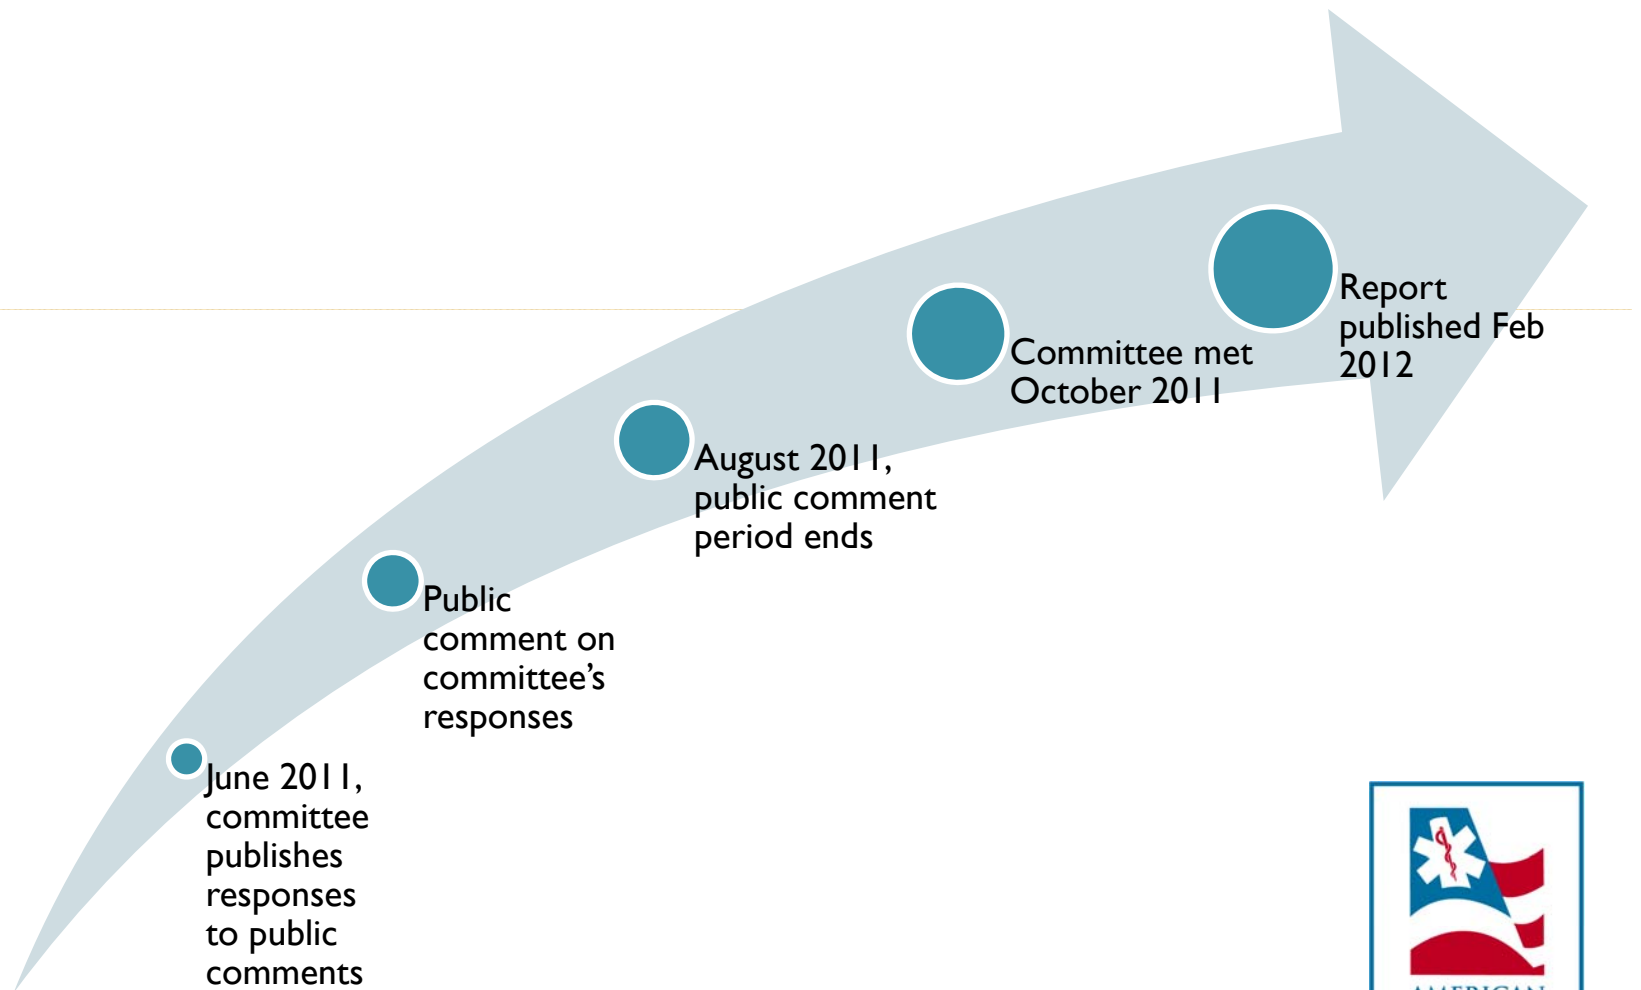 June 2011,
committee
publishes
responses
to public
comments
Public
comment on
committee’s
responses
August 2011,
public comment
period ends
Committee met
October 2011
Report
published Feb
2012
AMERICAN